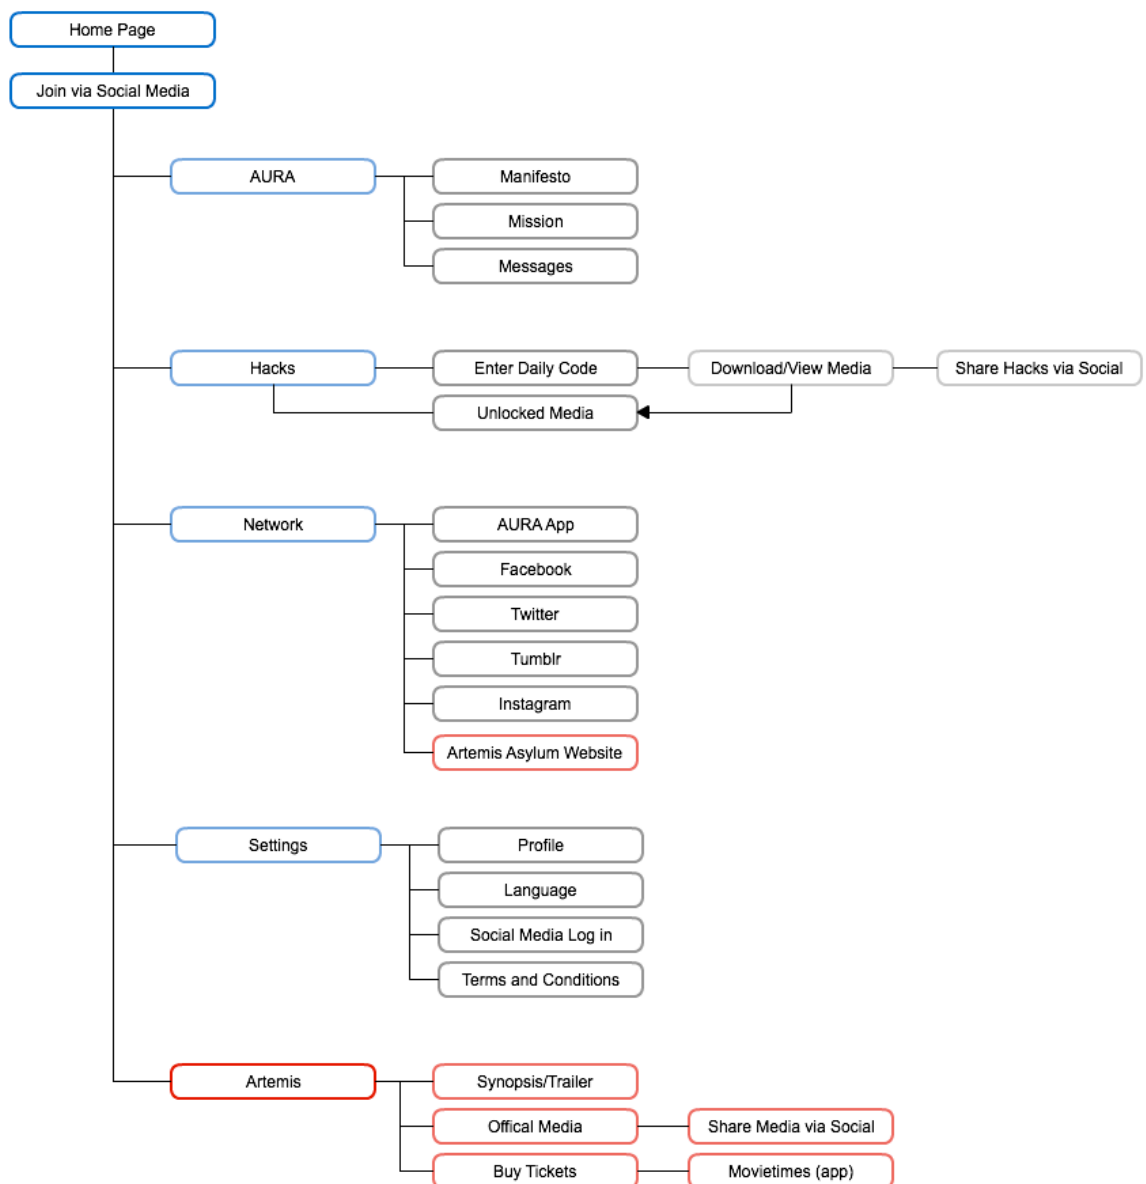 Home Page
Join via Social Media
AURA
Manifesto
Mission
Messages
Hacks
Enter Daily Code
Download/View Media
Share Hacks via Social
Unlocked Media
Network
AURA App
Facebook
Twitter
Tumblr
Instagram
Artemis Asylum Website
Settings
Profile
Language
Social Media Log in
Terms and Conditions
Artemis
Synopsis/Trailer
Offical Media
Share Media via Social
Buy Tickets
Movietimes (app)